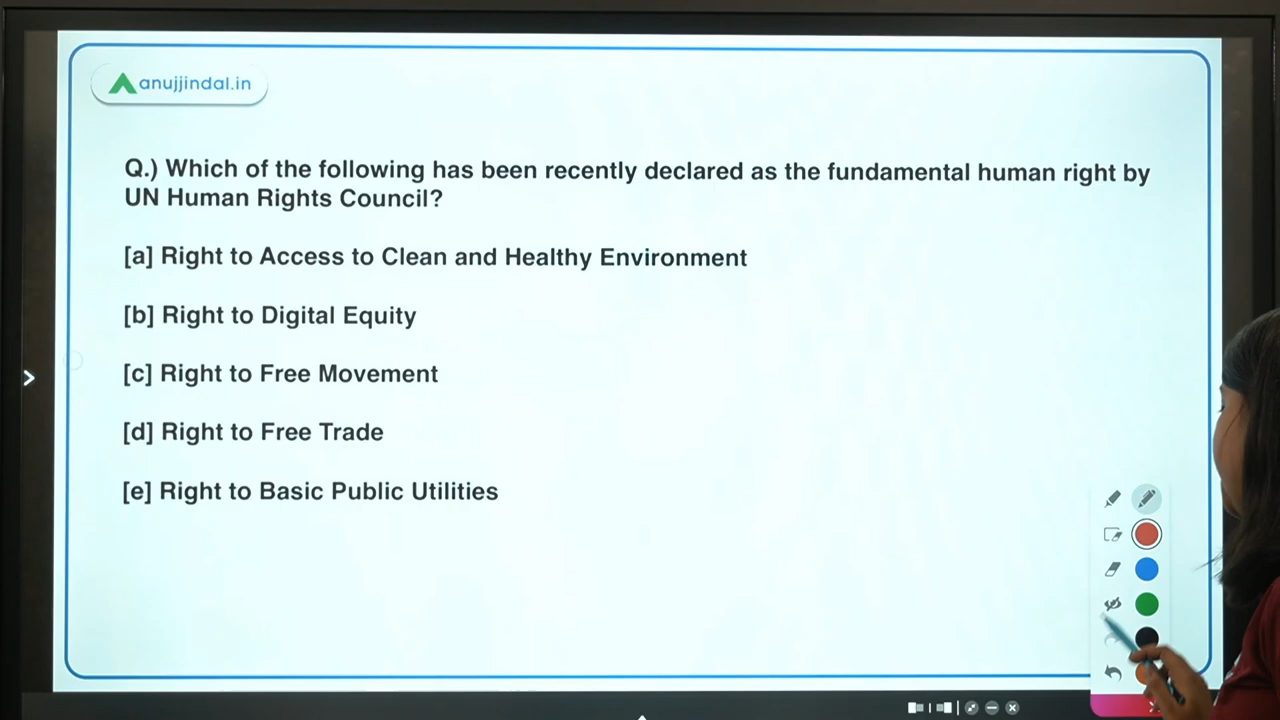 anujjindal.in
Q.) Which of the following has been recently declared as the fundamental human right by
UN Human Rights Council?
[a] Right to Access to Clean and Healthy Environment
[b] Right to Digital Equity
[c] Right to Free Movement
[d] Right to Free Trade
[e] Right to Basic Public Utilities